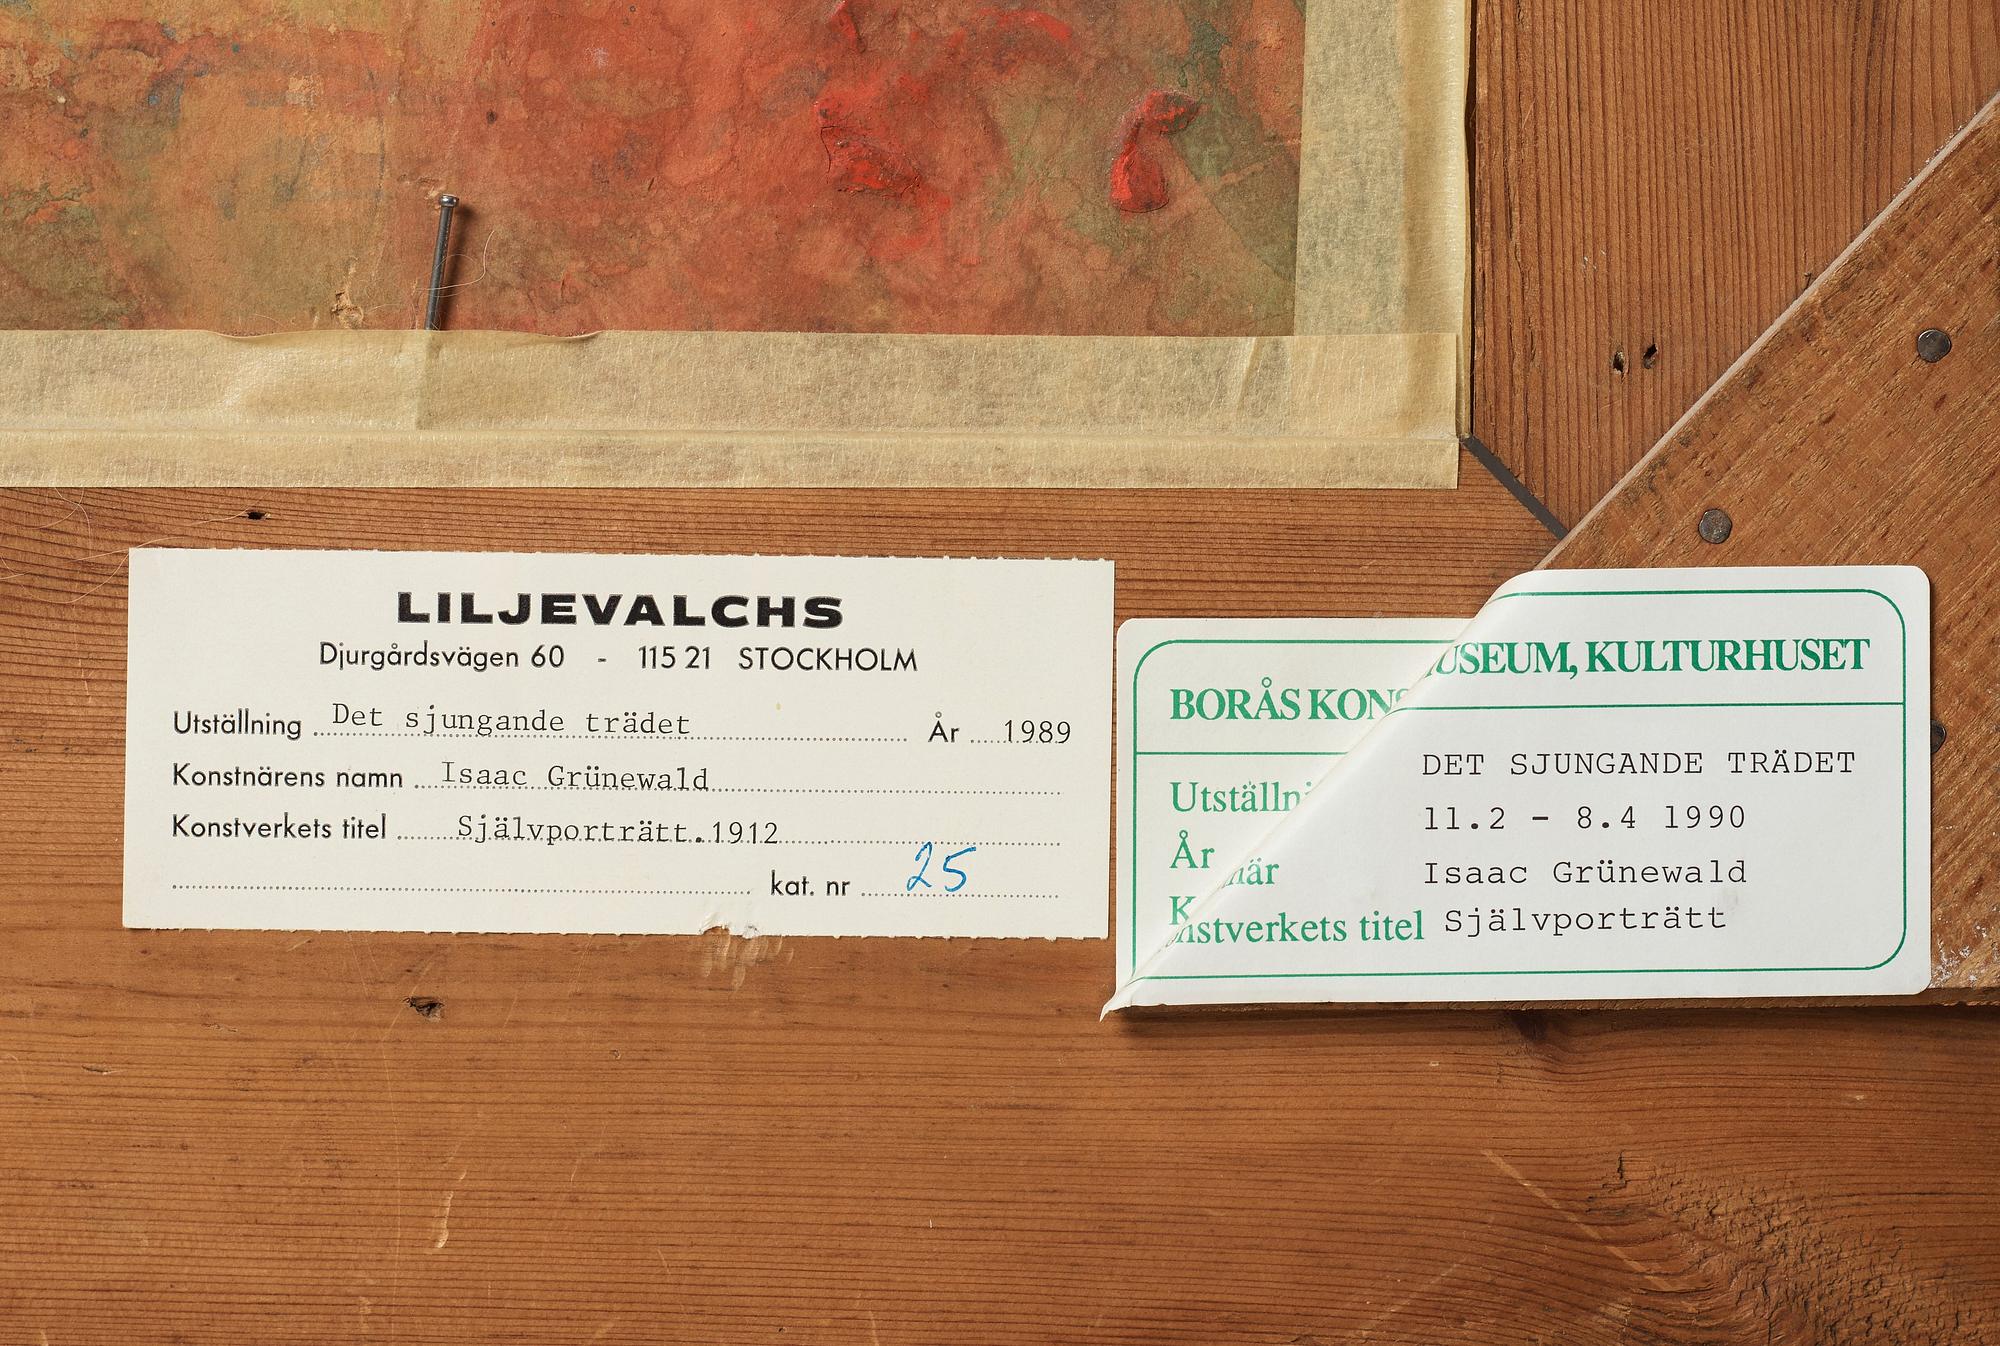 LILJEVALCHS
Djurgårdsvägen 60 - 115 21 STOCKHOLM
Utställning Det sjungande trädet År 1989
Konstnärens namn Isaac Grünewald
Konstverkets titel Självporträtt.1912
kat. nr 25
BORÅS KONS USEUM, KULTURHUSET
Utställni DET SJUNGANDE TRÄDET
År 11.2 - 8.4 1990
när Isaac Grünewald
K nstverkets titel Självporträtt